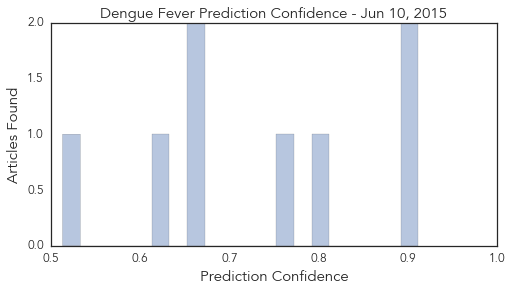 Dengue Fever Prediction Confidence - Jun 10, 2015
2.0
1.5
1.0
0.5
0.0
Articles Found
0.5 0.6 0.7 0.8 0.9 1.0
Prediction Confidence